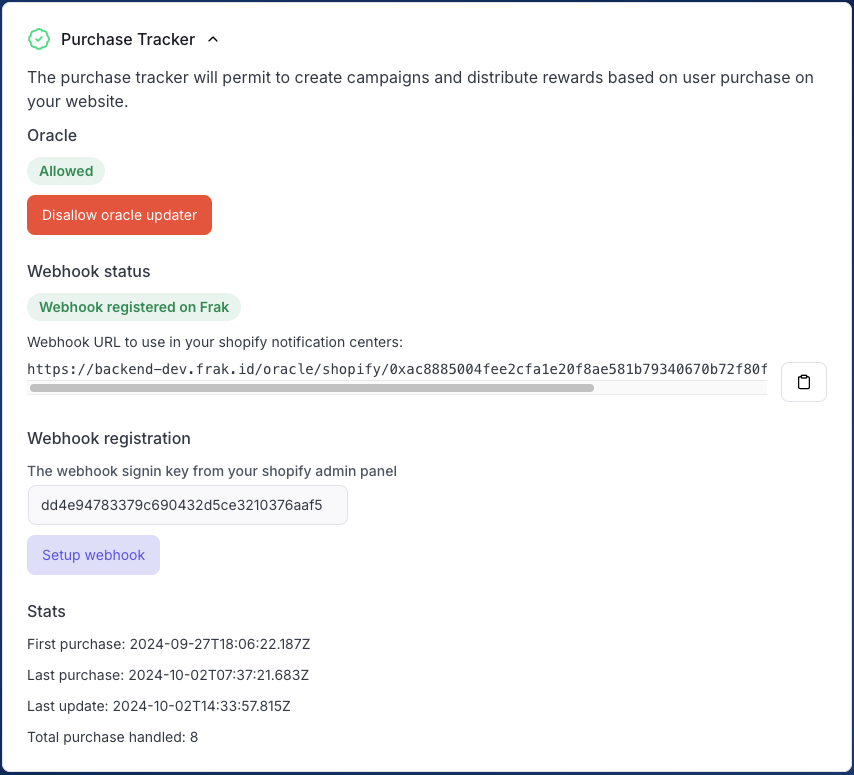 Purchase Tracker
The purchase tracker will permit to create campaigns and distribute rewards based on user purchase on
your website.
Oracle
Allowed
Disallow oracle updater
Webhook status
Webhook registered on Frak
Webhook URL to use in your shopify notification centers:
https://backend-dev.frak.id/oracle/shopify/0xac8885004fee2cfa1e20f8ae581b79340670b72f80f
Webhook registration
The webhook signin key from your shopify admin panel
dd4e94783379c690432d5ce3210376aaf5
Setup webhook
Stats
First purchase: 2024-09-27T18:06:22.187Z
Last purchase: 2024-10-02T07:37:21.683Z
Last update: 2024-10-02T14:33:57.815Z
Total purchase handled: 8